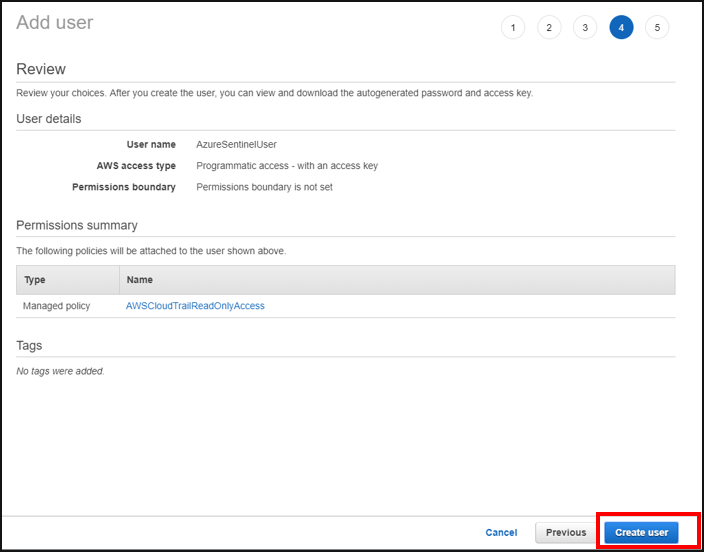 Add user
1 2 3 4 5
Review
Review your choices. After you create the user, you can view and download the autogenerated password and access key.
User details
User name AzureSentinelUser
AWS access type Programmatic access - with an access key
Permissions boundary Permissions boundary is not set
Permissions summary
The following policies will be attached to the user shown above.
Type Name
Managed policy AWSCloudTrailReadOnlyAccess
Tags
No tags were added.
Cancel Previous Create user